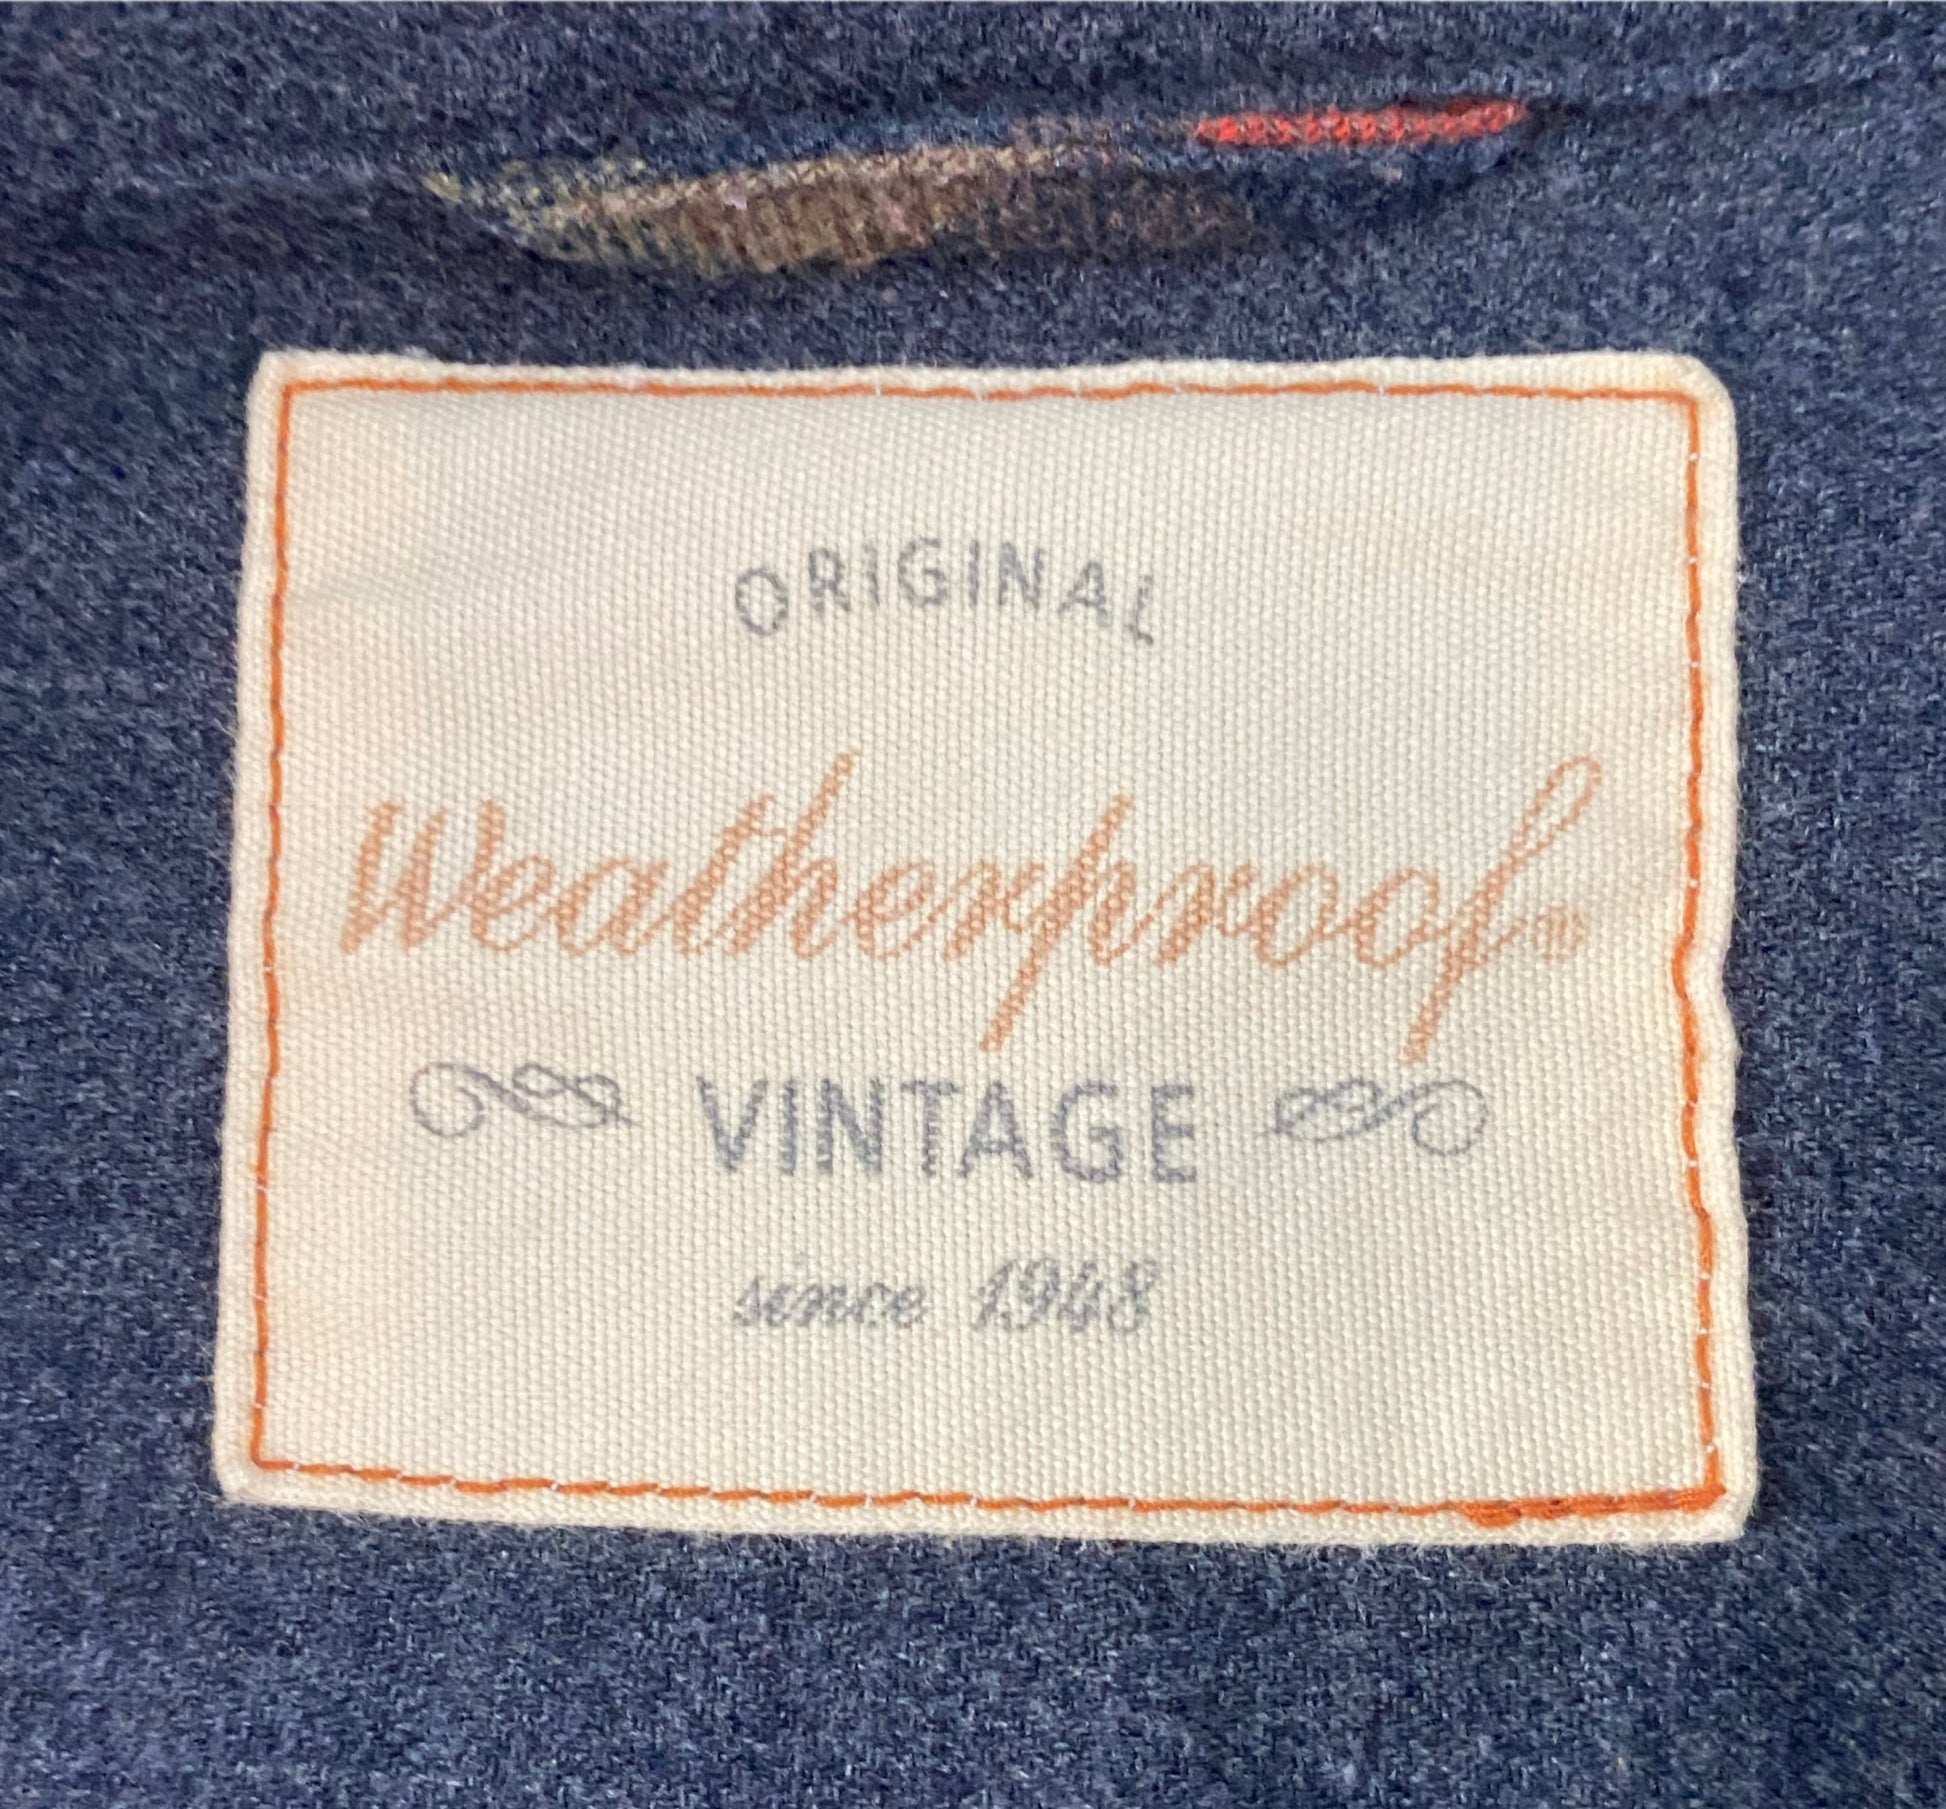 ORIGINAL
Weatherproof®
VINTAGE
since 1948